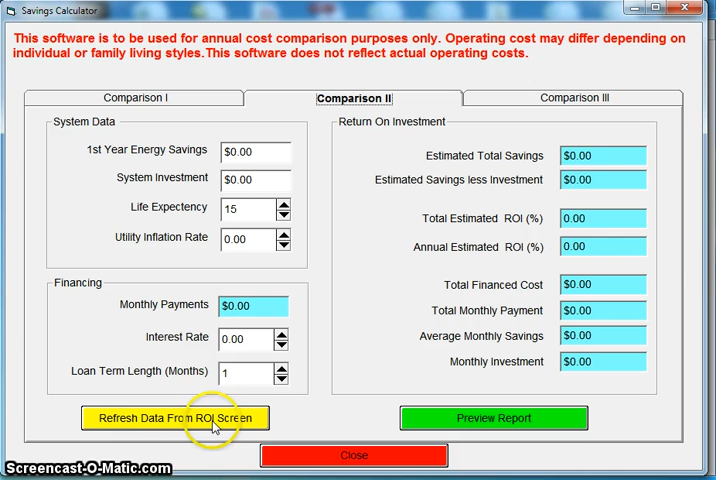 Savings Calculator
This software is to be used for annual cost comparison purposes only. Operating cost may differ depending on
individual or family living styles.This software does not reflect actual operating costs.
Comparison I
Comparison II
Comparison III
System Data
1st Year Energy Savings $0.00
System Investment $0.00
Life Expectency 15
Utility Inflation Rate 0.00
Financing
Monthly Payments $0.00
Interest Rate 0.00
Loan Term Length (Months) 1
Return On Investment
Estimated Total Savings $0.00
Estimated Savings less Investment $0.00
Total Estimated ROI (%) 0.00
Annual Estimated ROI (%) 0.00
Total Financed Cost $0.00
Total Monthly Payment $0.00
Average Monthly Savings $0.00
Monthly Investment $0.00
Refresh Data From ROI Screen
Preview Report
Close
Screencast-O-Matic.com